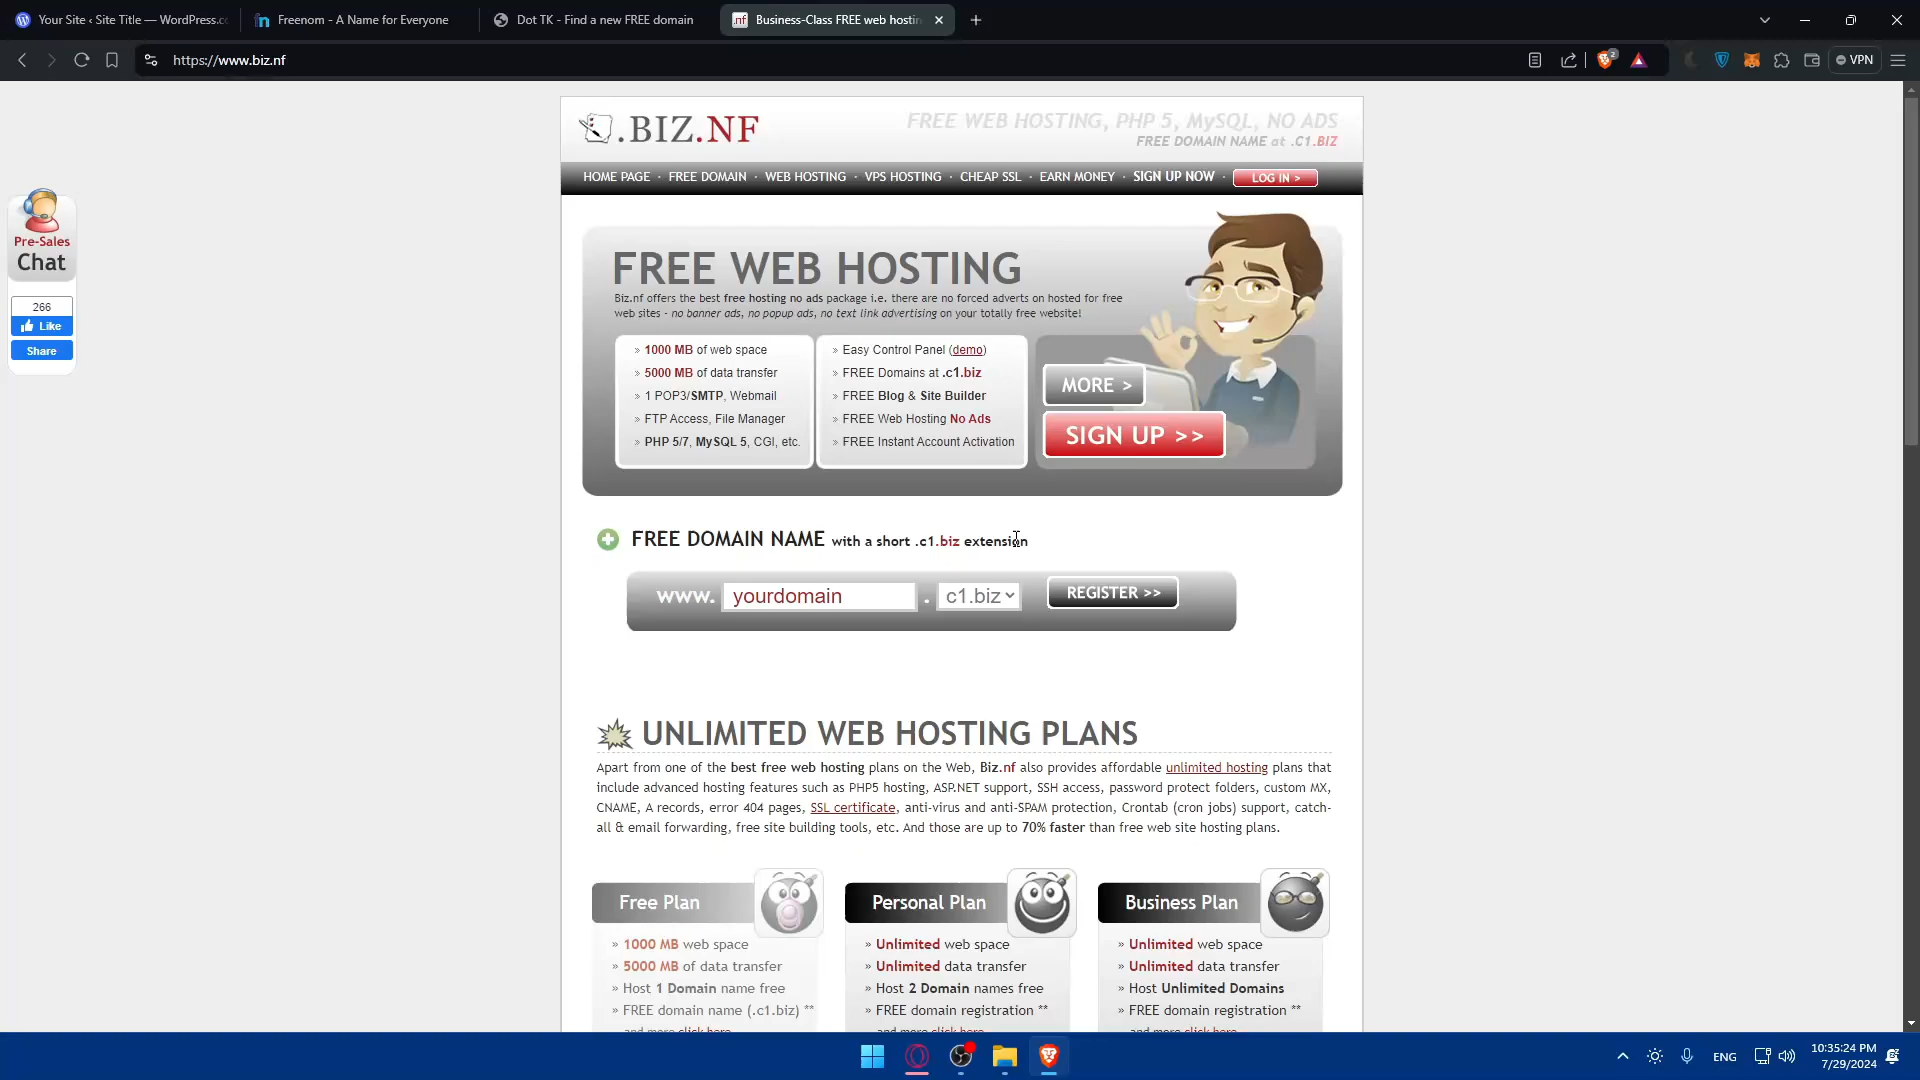 Your Site ‹ Site Title — WordPress.co
Freenom - A Name for Everyone
Dot TK - Find a new FREE domain
Business-Class FREE web hostin
https://www.biz.nf
2
VPN
.BIZ.NF
FREE WEB HOSTING, PHP 5, MySQL, NO ADS
FREE DOMAIN NAME at .C1.BIZ
HOME PAGE · FREE DOMAIN · WEB HOSTING · VPS HOSTING · CHEAP SSL · EARN MONEY · SIGN UP NOW · LOG IN >
Pre-Sales
Chat
266
Like
Share
FREE WEB HOSTING
Biz.nf offers the best free hosting no ads package i.e. there are no forced adverts on hosted for free
web sites - no banner ads, no popup ads, no text link advertising on your totally free website!
» 1000 MB of web space
» 5000 MB of data transfer
» 1 POP3/SMTP, Webmail
» FTP Access, File Manager
» PHP 5/7, MySQL 5, CGI, etc.
» Easy Control Panel (demo)
» FREE Domains at .c1.biz
» FREE Blog & Site Builder
» FREE Web Hosting No Ads
» FREE Instant Account Activation
MORE >
SIGN UP >>
FREE DOMAIN NAME with a short .c1.biz extension
www. yourdomain . c1.biz REGISTER >>
UNLIMITED WEB HOSTING PLANS
Apart from one of the best free web hosting plans on the Web, Biz.nf also provides affordable unlimited hosting plans that
include advanced hosting features such as PHP5 hosting, ASP.NET support, SSH access, password protect folders, custom MX,
CNAME, A records, error 404 pages, SSL certificate, anti-virus and anti-SPAM protection, Crontab (cron jobs) support, catch-
all & email forwarding, free site building tools, etc. And those are up to 70% faster than free web site hosting plans.
Free Plan
» 1000 MB web space
» 5000 MB of data transfer
» Host 1 Domain name free
» FREE domain name (.c1.biz) **
and more click here
Personal Plan
» Unlimited web space
» Unlimited data transfer
» Host 2 Domain names free
» FREE domain registration **
and more click here
Business Plan
» Unlimited web space
» Unlimited data transfer
» Host Unlimited Domains
» FREE domain registration **
and more click here
ENG
10:35:24 PM
7/29/2024